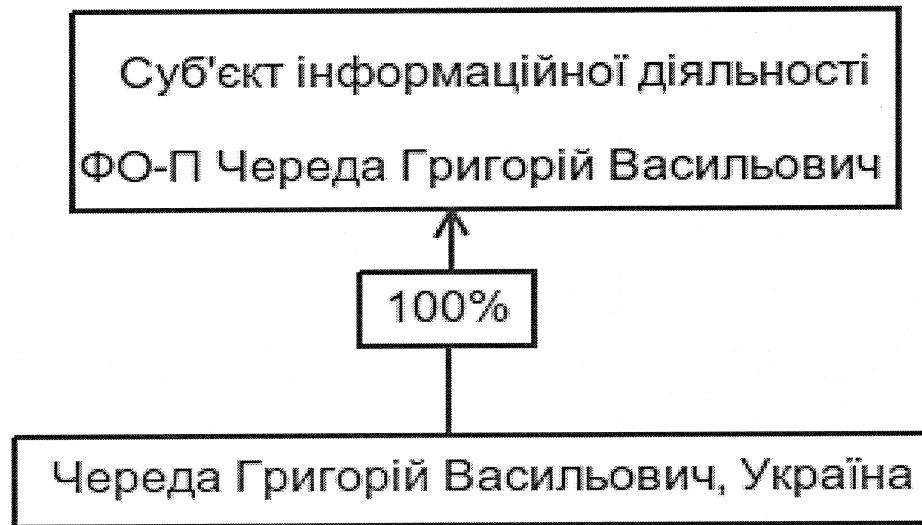 Суб'єкт інформаційної діяльності
ФО-П Череда Григорій Васильович
100%
Череда Григорій Васильович, Україна